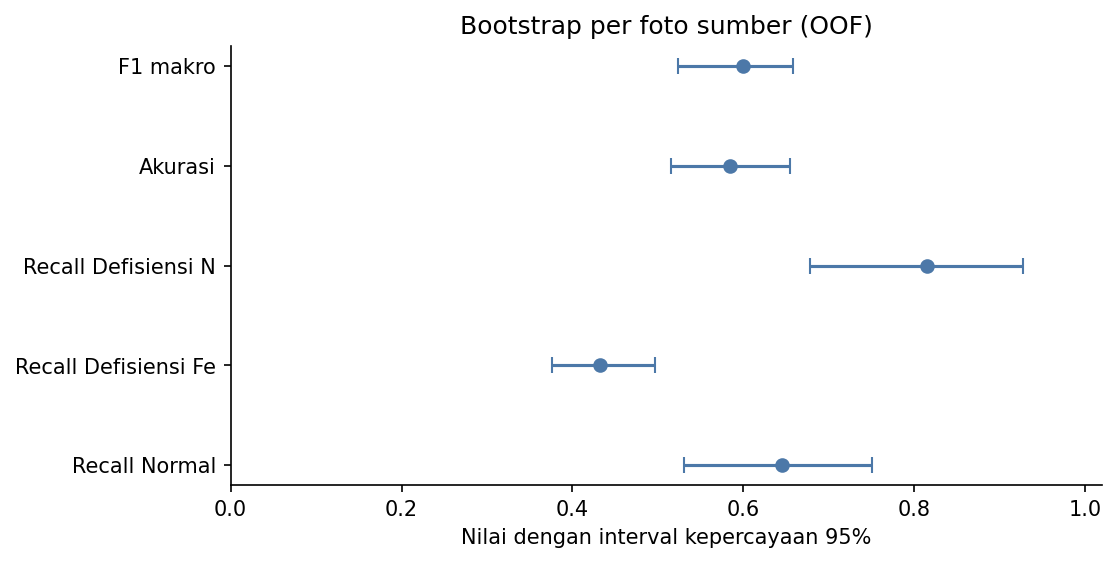 Bootstrap per foto sumber (OOF)
F1 makro
Akurasi
Recall Defisiensi N
Recall Defisiensi Fe
Recall Normal
0.0 0.2 0.4 0.6 0.8 1.0
Nilai dengan interval kepercayaan 95%